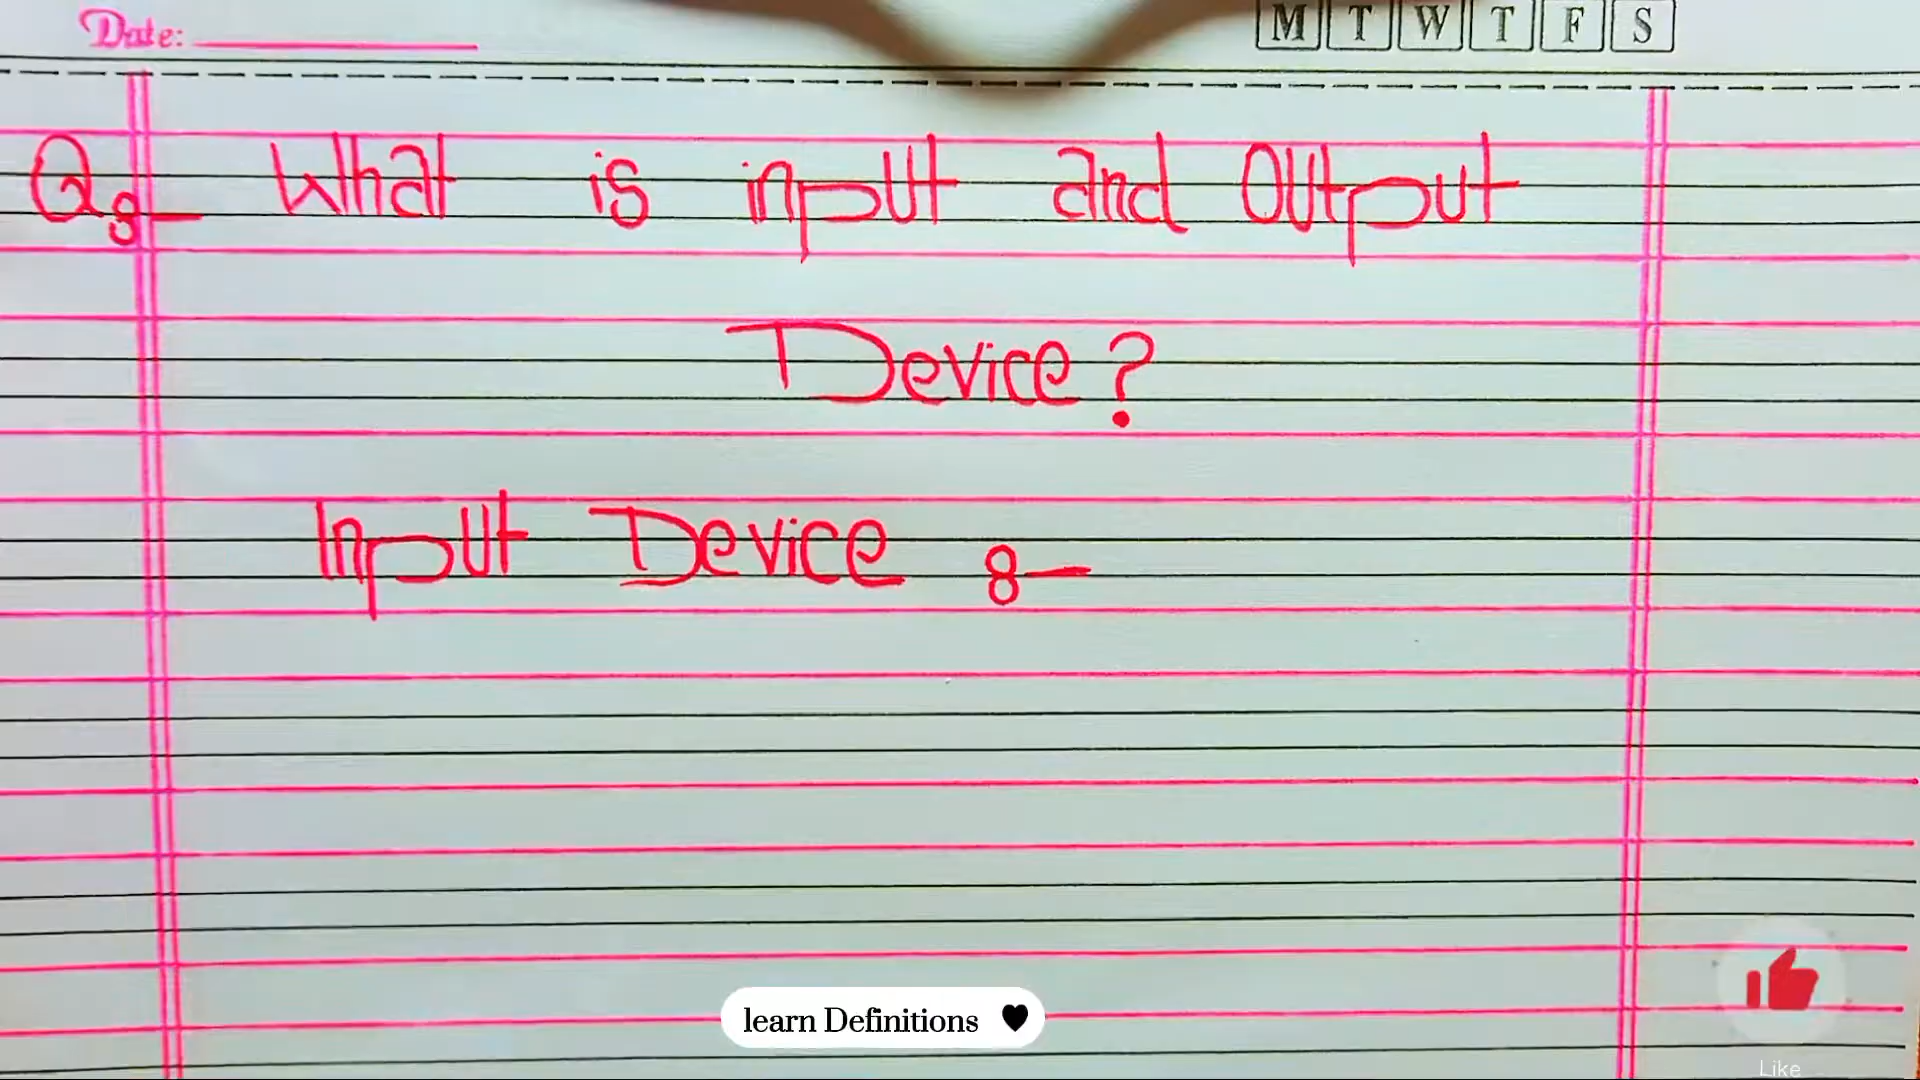 Date:
M T W T F S
Q:- What is input and Output
Device?
Input Device :-
learn Definitions ♥
Like